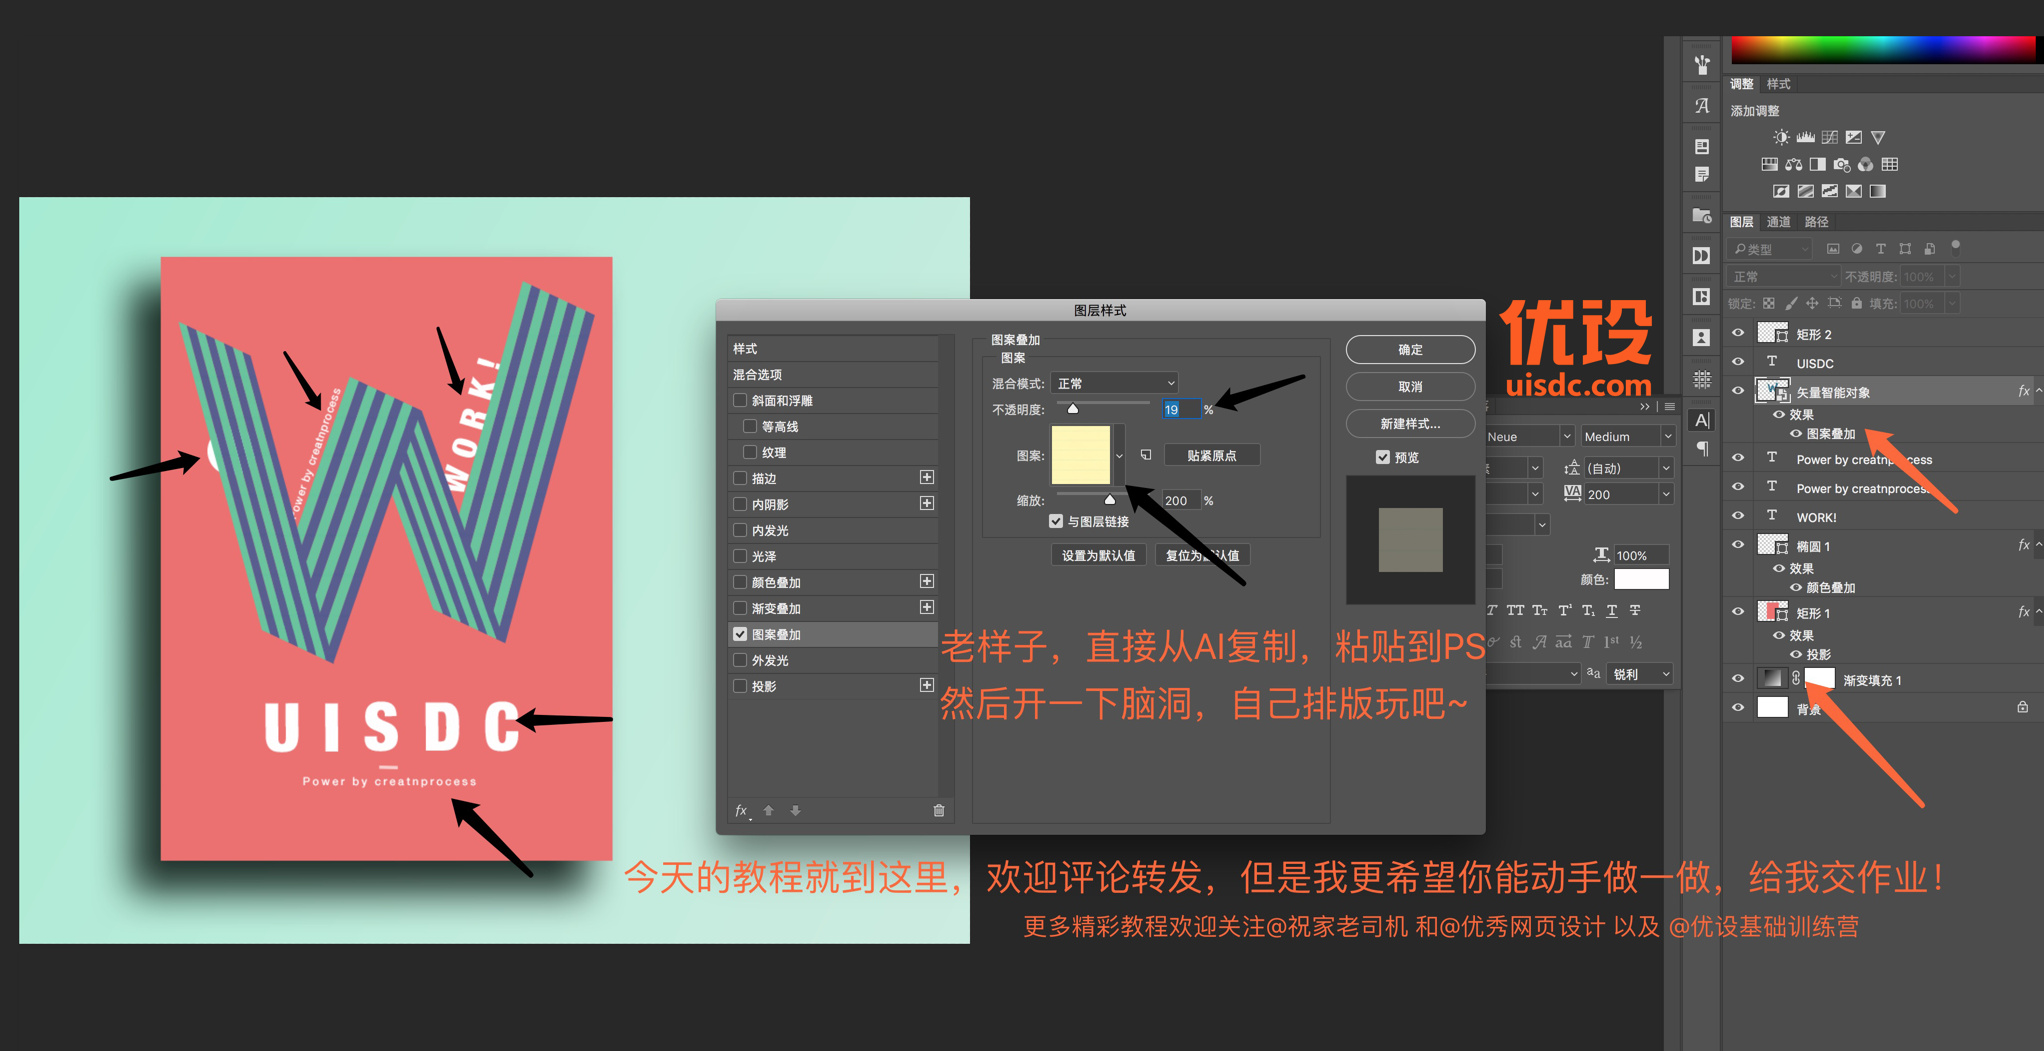 WORK!
Power by creatnprocess
UISDC
Power by creatnprocess
图层样式
样式
混合选项
斜面和浮雕
等高线
纹理
描边
内阴影
内发光
光泽
颜色叠加
渐变叠加
图案叠加
外发光
投影
fx
图案叠加
图案
混合模式: 正常
不透明度: 19 %
图案: 贴紧原点
缩放: 200 %
与图层链接
设置为默认值 复位为 认值
确定
取消
新建样式...
预览
优设
uisdc.com
Neue Medium
(自动)
VA 200
100%
颜色:
锐利
老样子，直接从AI复制，粘贴到PS
然后开一下脑洞，自己排版玩吧~
今天的教程就到这里，欢迎评论转发，但是我更希望你能动手做一做，给我交作业！
更多精彩教程欢迎关注@祝家老司机 和@优秀网页设计 以及 @优设基础训练营
调整 样式
添加调整
图层 通道 路径
类型
正常 不透明度: 100%
锁定: 填充: 100%
矩形 2
UISDC
矢量智能对象 fx
效果
图案叠加
Power by creatnprocess
Power by creatnprocess
WORK!
椭圆 1 fx
效果
颜色叠加
矩形 1 fx
效果
投影
渐变填充 1
背景